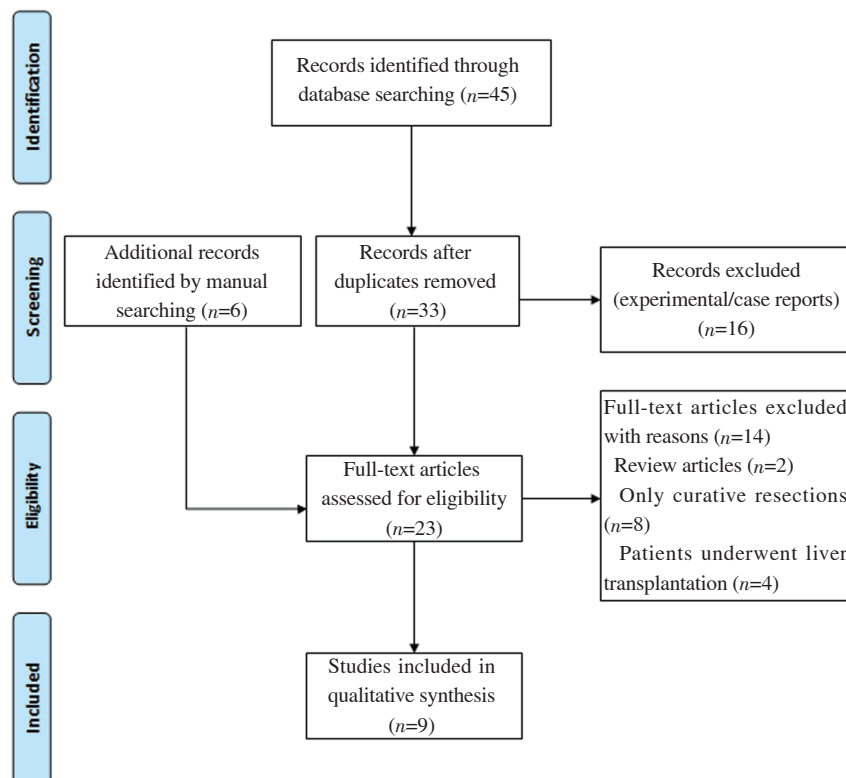 Identification
Records identified through
database searching (n=45)
Screening
Additional records
identified by manual
searching (n=6)
Records after
duplicates removed
(n=33)
Records excluded
(experimental/case reports)
(n=16)
Eligibility
Full-text articles
assessed for eligibility
(n=23)
Full-text articles excluded
with reasons (n=14)
Review articles (n=2)
Only curative resections
(n=8)
Patients underwent liver
transplantation (n=4)
Included
Studies included in
qualitative synthesis
(n=9)